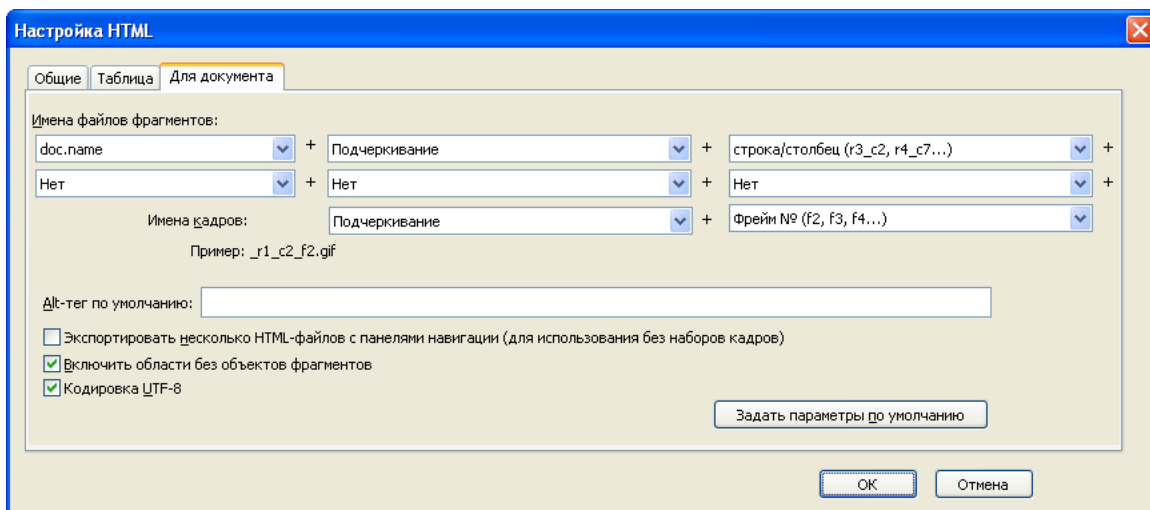 Настройка HTML
Общие Таблица Для документа
Имена файлов фрагментов:
doc.name + Подчеркивание + строка/столбец (r3_c2, r4_c7...) +
Нет + Нет + Нет +
Имена кадров: Подчеркивание + Фрейм № (f2, f3, f4...)
Пример: _r1_c2_f2.gif
Alt-тег по умолчанию:
Экспортировать несколько HTML-файлов с панелями навигации (для использования без наборов кадров)
Включить области без объектов фрагментов
Кодировка UTF-8
Задать параметры по умолчанию
ОК Отмена